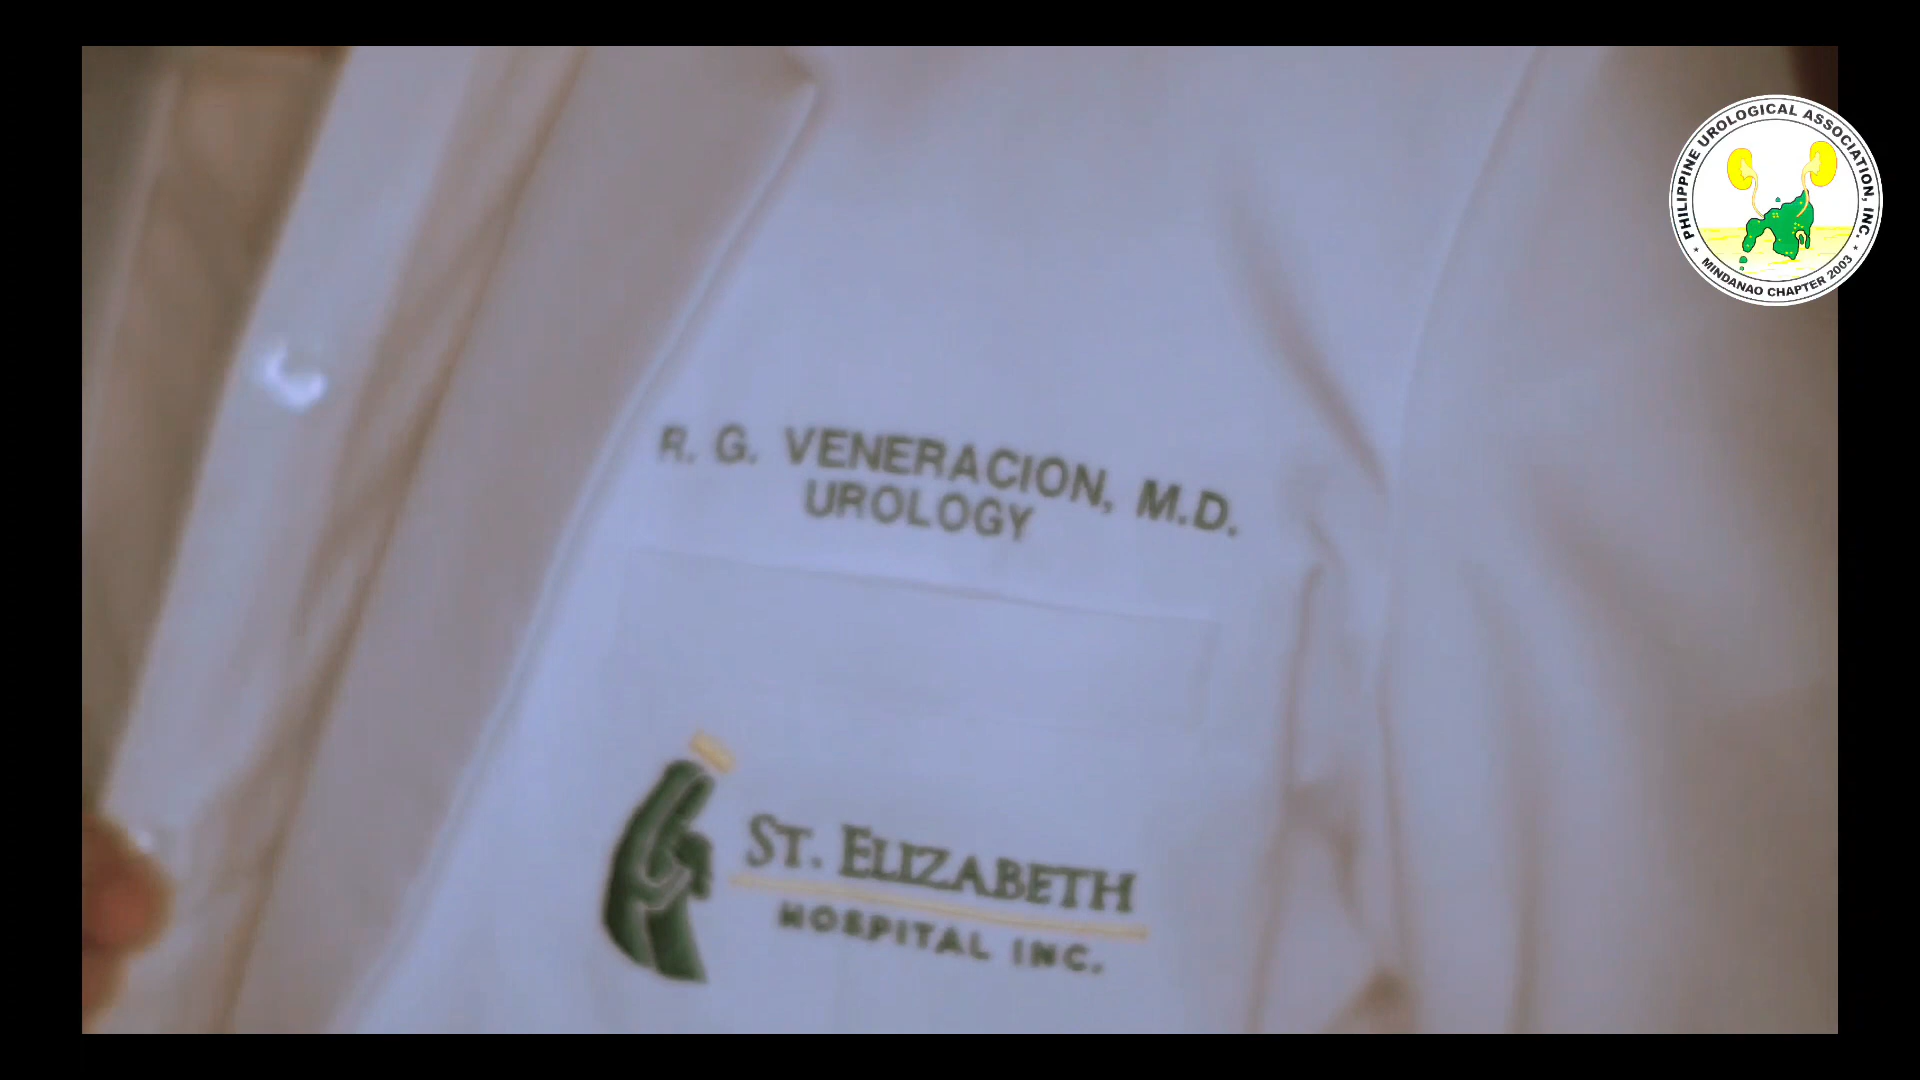 R. G. VENERACION, M.D.
UROLOGY
ST. ELIZABETH
HOSPITAL INC.
PHILIPPINE UROLOGICAL ASSOCIATION, INC.
MINDANAO CHAPTER 2003